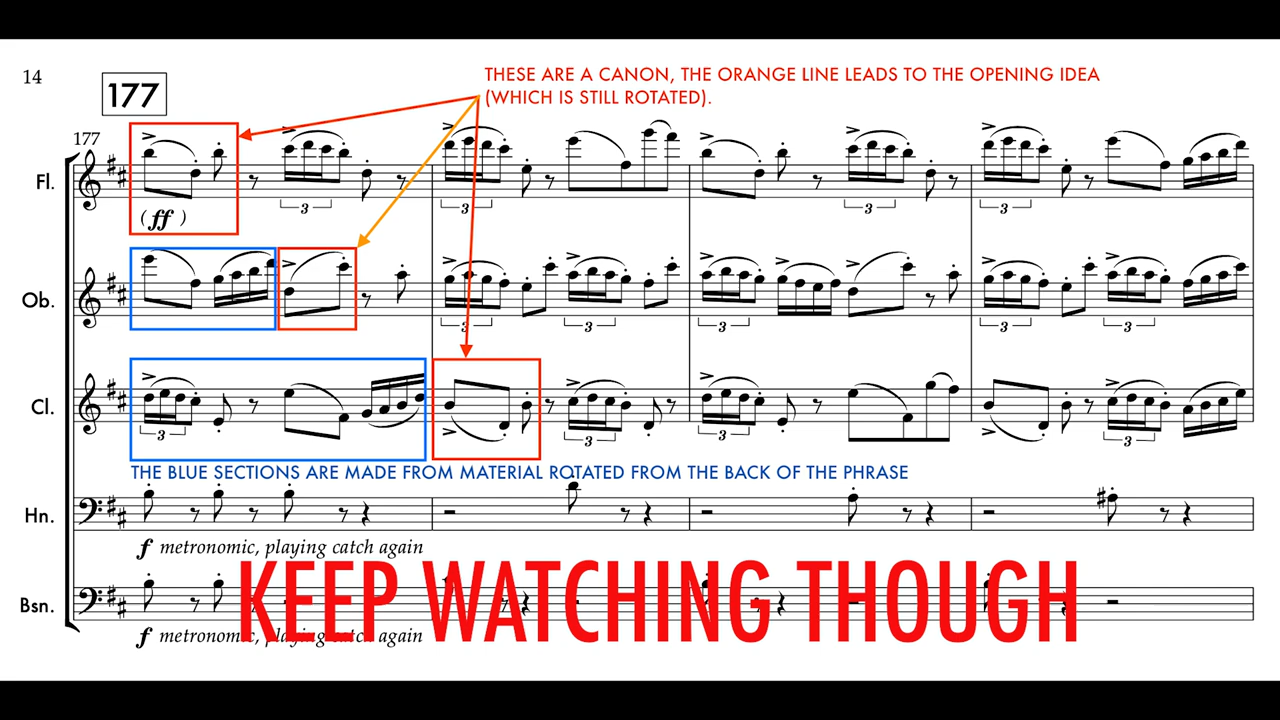 14
177
THESE ARE A CANON, THE ORANGE LINE LEADS TO THE OPENING IDEA
(WHICH IS STILL ROTATED).
177
Fl.
3
3
3
3
(ff)
Ob.
3
3
3
3
3
Cl.
3
3
3
3
THE BLUE SECTIONS ARE MADE FROM MATERIAL ROTATED FROM THE BACK OF THE PHRASE
Hn.
f metronomic, playing catch again
KEEP WATCHING THOUGH
Bsn.
f metronomic, playing catch again